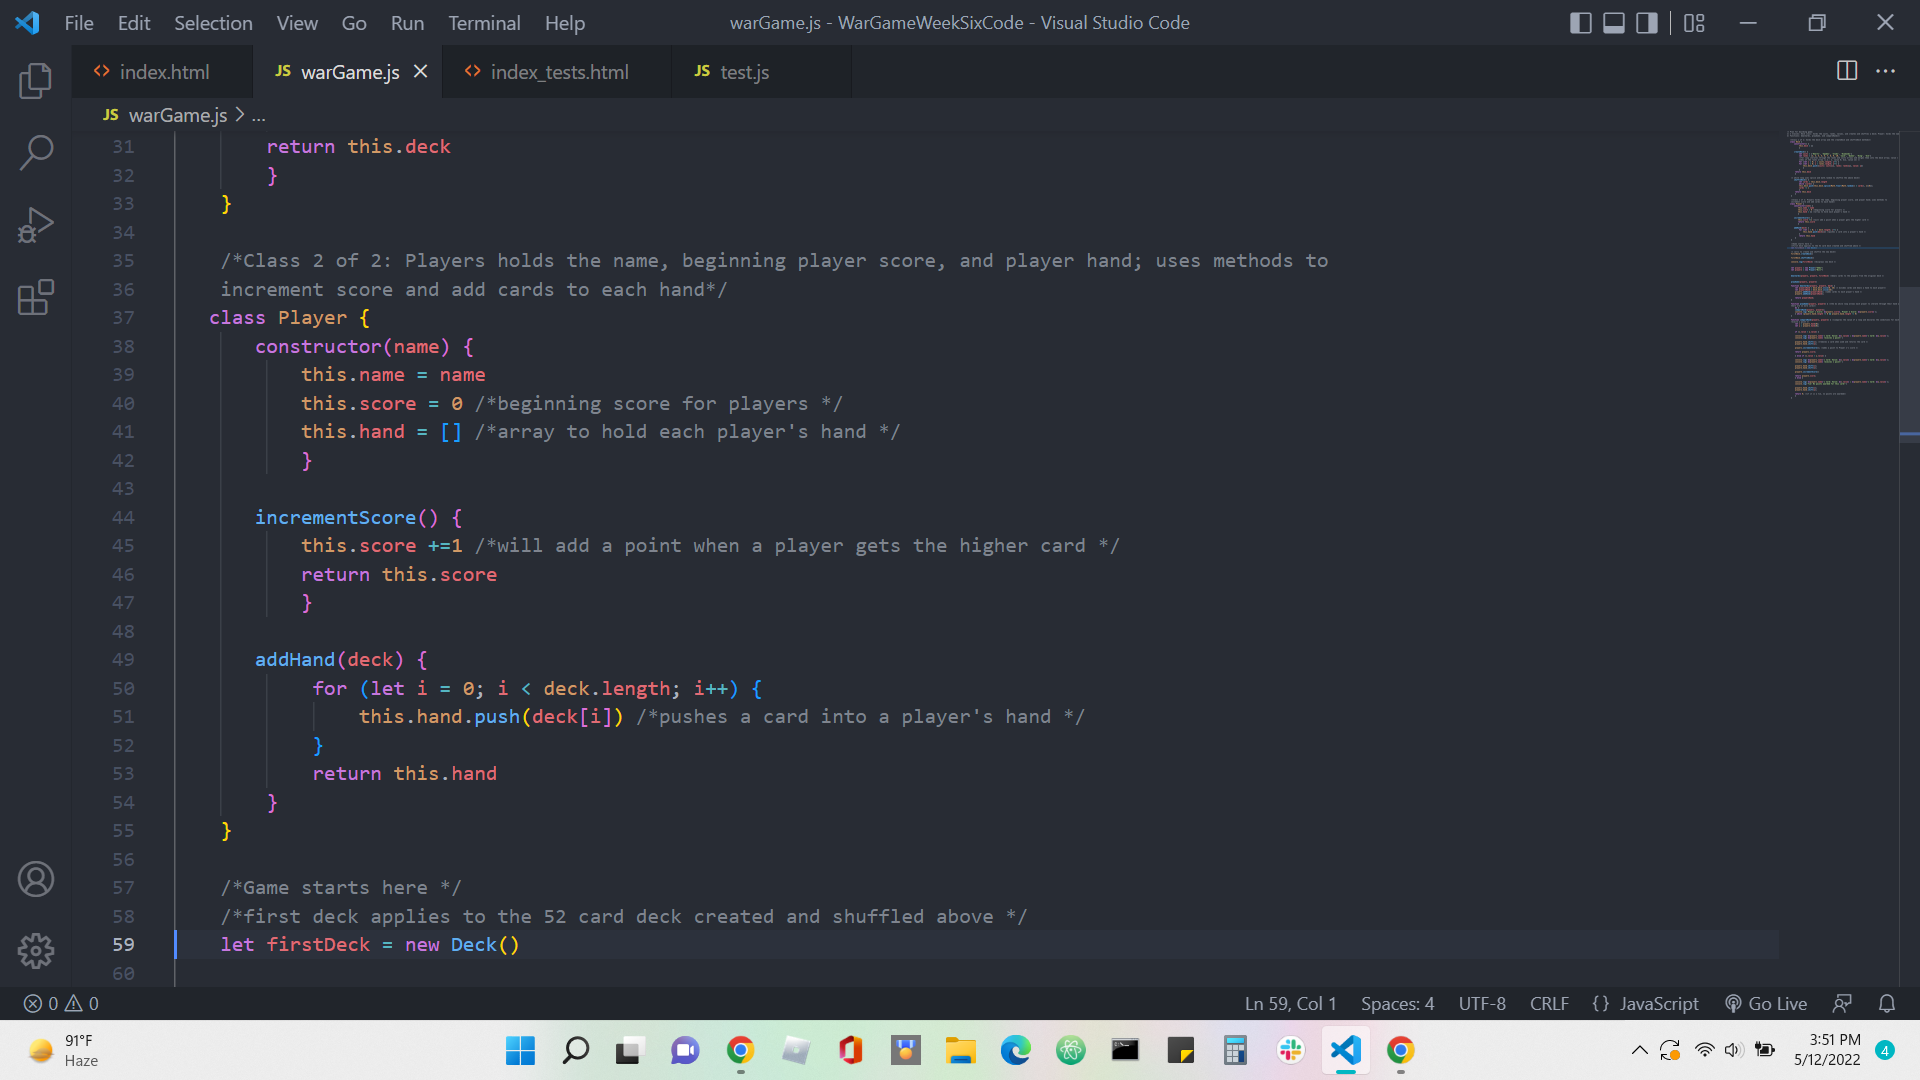 File Edit Selection View Go Run Terminal Help
warGame.js - WarGameWeekSixCode - Visual Studio Code
<> index.html
JS warGame.js
<> index_tests.html
JS test.js
JS warGame.js > ...
31 return this.deck
32 }
33 }
34
35 /*Class 2 of 2: Players holds the name, beginning player score, and player hand; uses methods to
36 increment score and add cards to each hand*/
37 class Player {
38 constructor(name) {
39 this.name = name
40 this.score = 0 /*beginning score for players */
41 this.hand = [] /*array to hold each player's hand */
42 }
43
44 incrementScore() {
45 this.score +=1 /*will add a point when a player gets the higher card */
46 return this.score
47 }
48
49 addHand(deck) {
50 for (let i = 0; i < deck.length; i++) {
51 this.hand.push(deck[i]) /*pushes a card into a player's hand */
52 }
53 return this.hand
54 }
55 }
56
57 /*Game starts here */
58 /*first deck applies to the 52 card deck created and shuffled above */
59 let firstDeck = new Deck()
60
0 0
Ln 59, Col 1 Spaces: 4 UTF-8 CRLF {} JavaScript Go Live
91°F
Haze
3:51 PM
5/12/2022
4